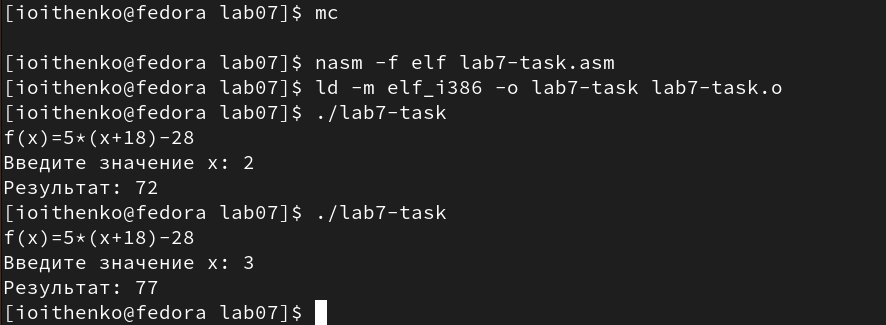 [ioithenko@fedora lab07]$ mc
[ioithenko@fedora lab07]$ nasm -f elf lab7-task.asm
[ioithenko@fedora lab07]$ ld -m elf_i386 -o lab7-task lab7-task.o
[ioithenko@fedora lab07]$ ./lab7-task
f(x)=5*(x+18)-28
Введите значение x: 2
Результат: 72
[ioithenko@fedora lab07]$ ./lab7-task
f(x)=5*(x+18)-28
Введите значение x: 3
Результат: 77
[ioithenko@fedora lab07]$